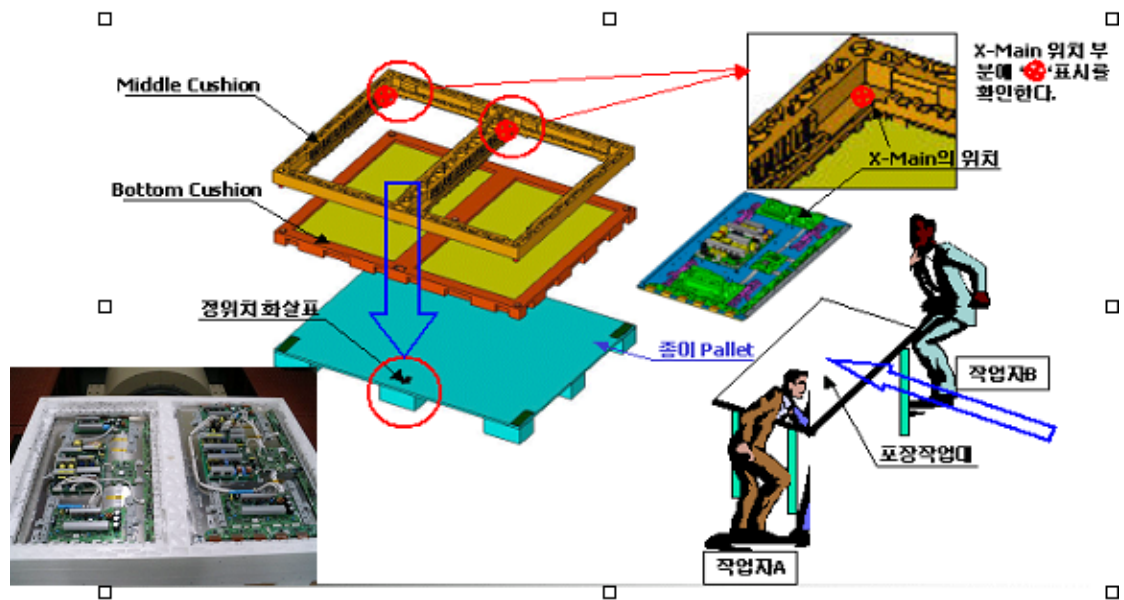 Middle Cushion
X-Main 위치 부
분에 '🔴'표시를
확인한다.
X-Main의 위치
Bottom Cushion
정위치 화살표
종이 Pallet
작업자B
포장작업대
작업자A